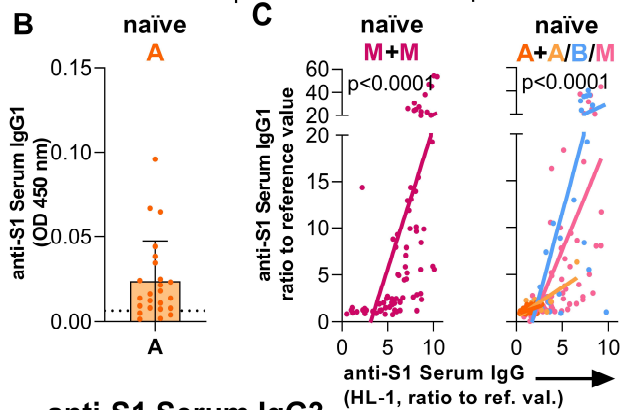 B
naïve
A
anti-S1 Serum IgG1
(OD 450 nm)
0.15
0.10
0.05
0.00
A
C
naïve
M+M
anti-S1 Serum IgG1
ratio to reference value
p<0.0001
60
40
20
20
15
10
5
0
0 5 10
naïve
A+A/B/M
p<0.0001
0 5 10
anti-S1 Serum IgG
(HL-1, ratio to ref. val.)